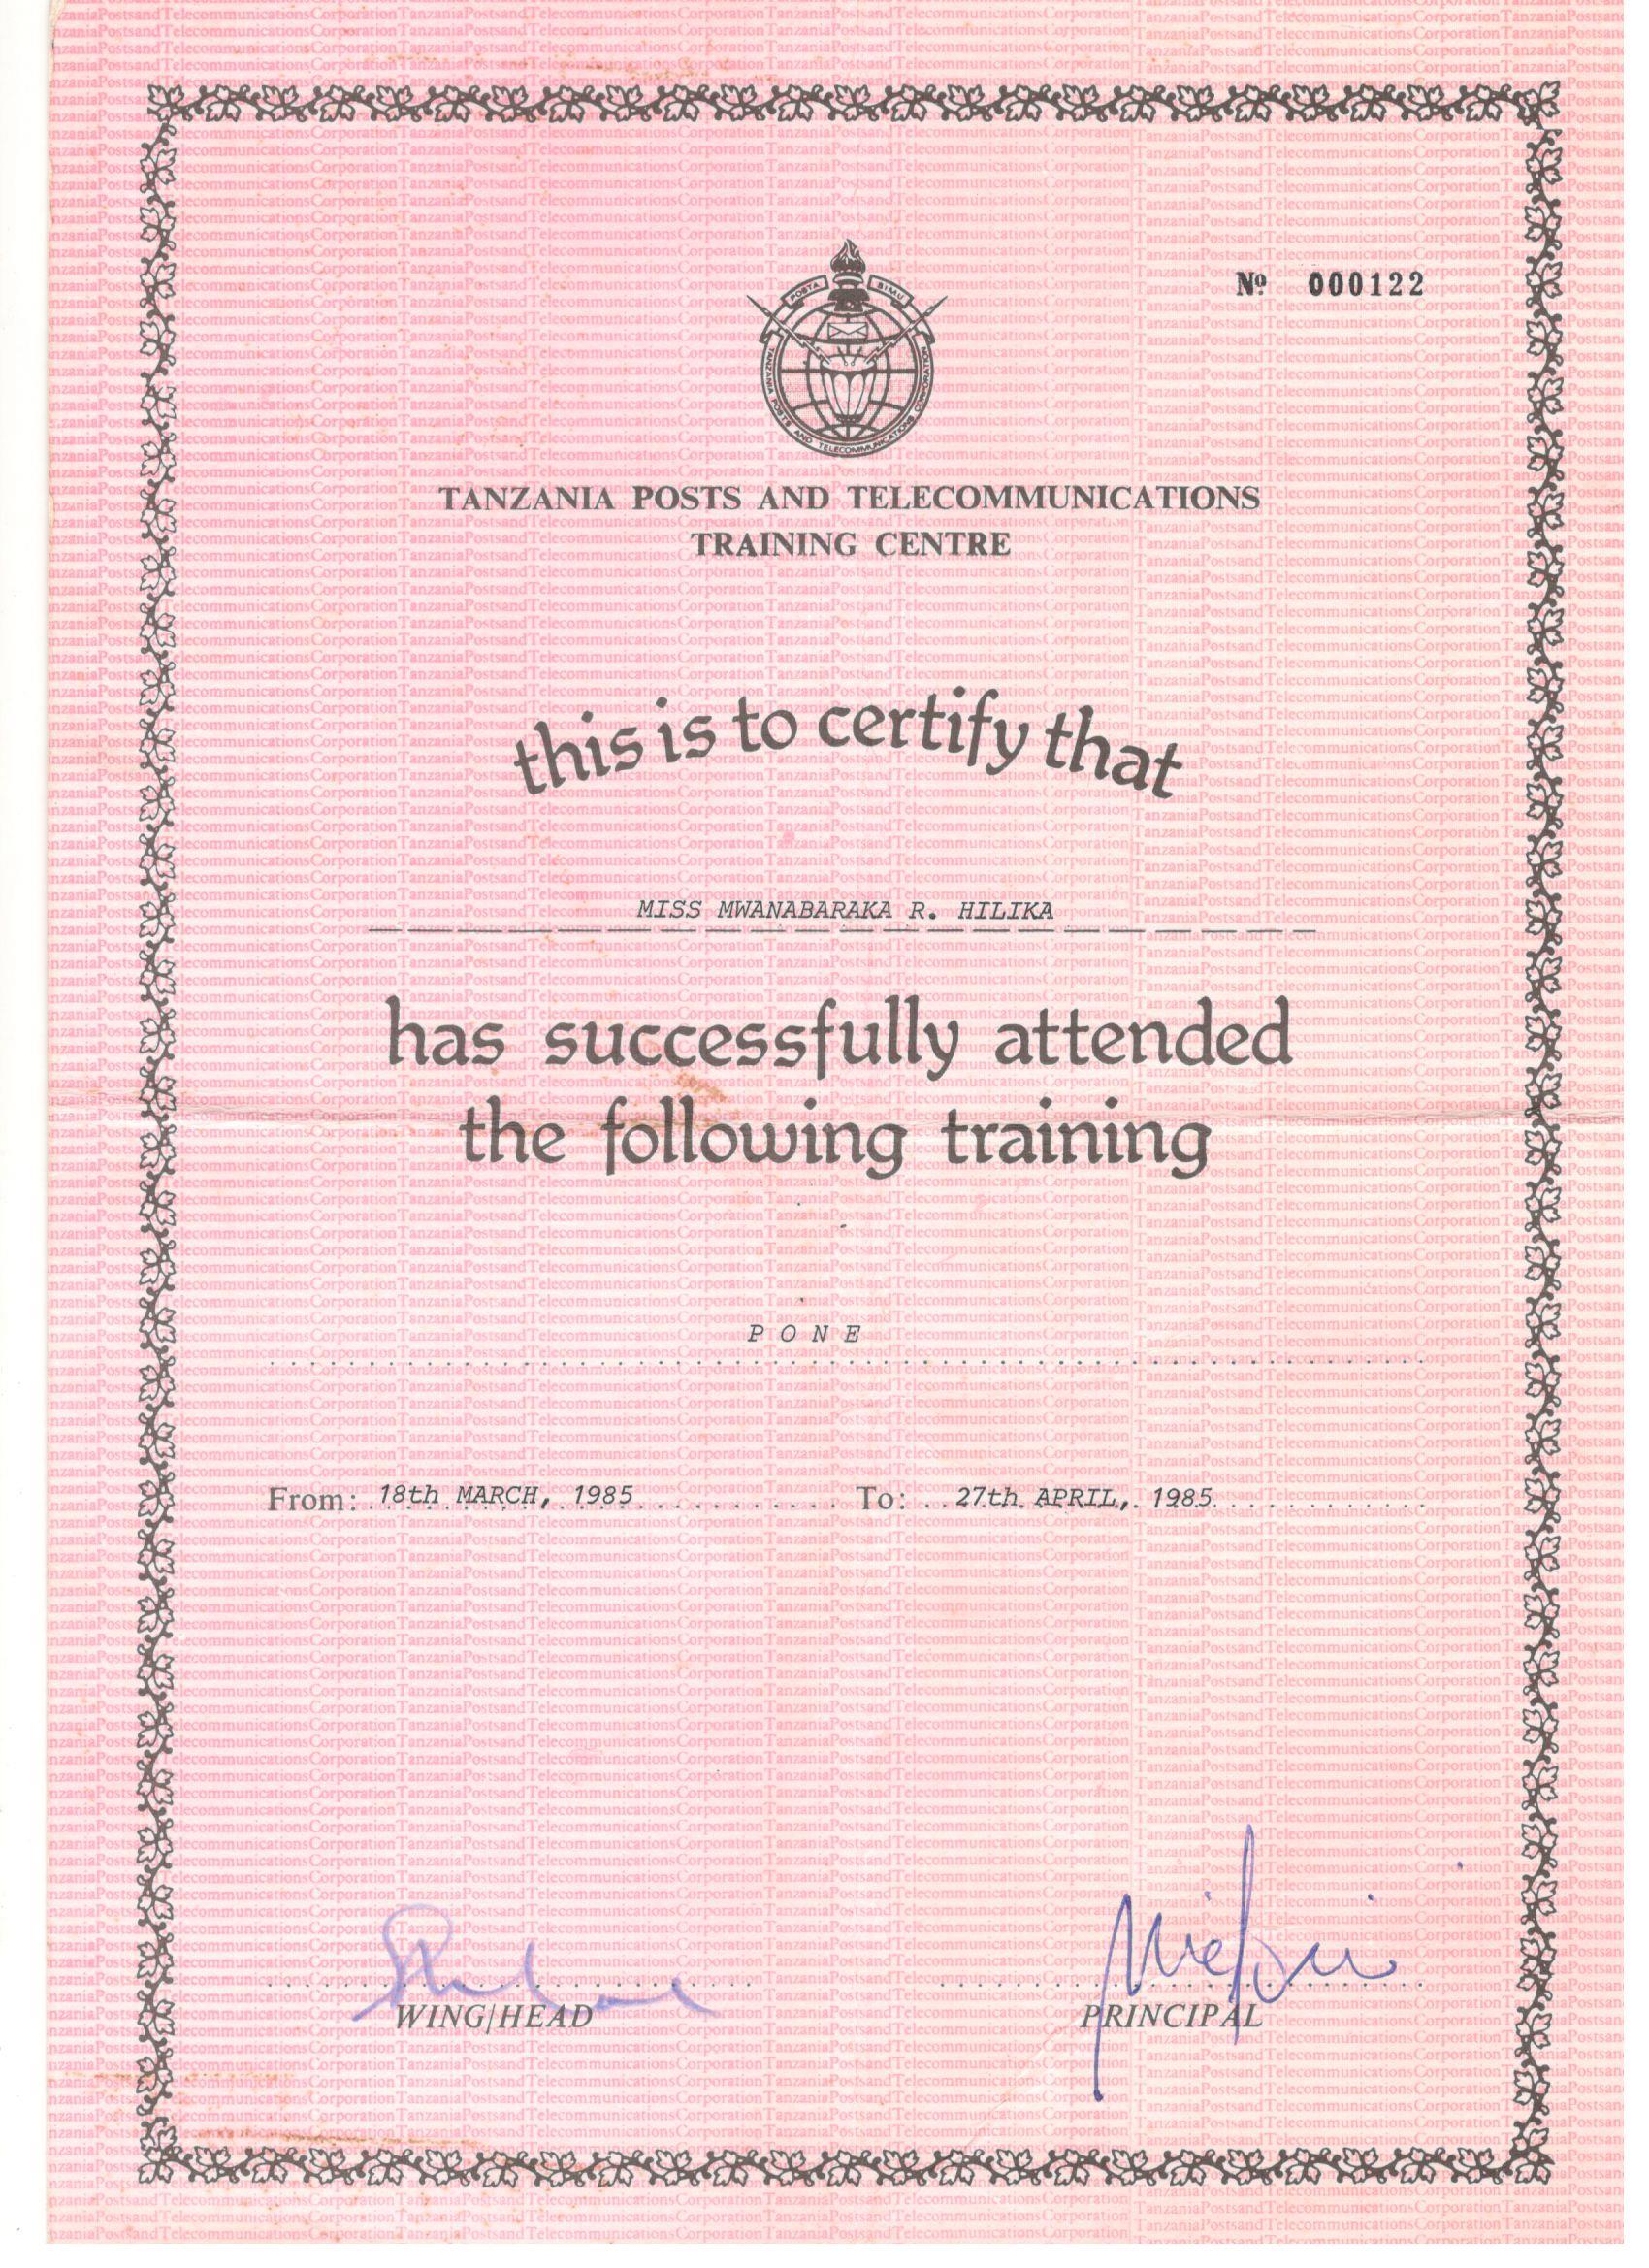 Nº 000122
POSTA SIMU
TANZANIA POSTS AND TELECOMMUNICATIONS CORPORATION
TANZANIA POSTS AND TELECOMMUNICATIONS
TRAINING CENTRE
this is to certify that
MISS MWANABARAKA R. HILIKA
has successfully attended
the following training
P O N E
From: 18th MARCH, 1985 To: 27th APRIL, 1985
WING/HEAD PRINCIPAL